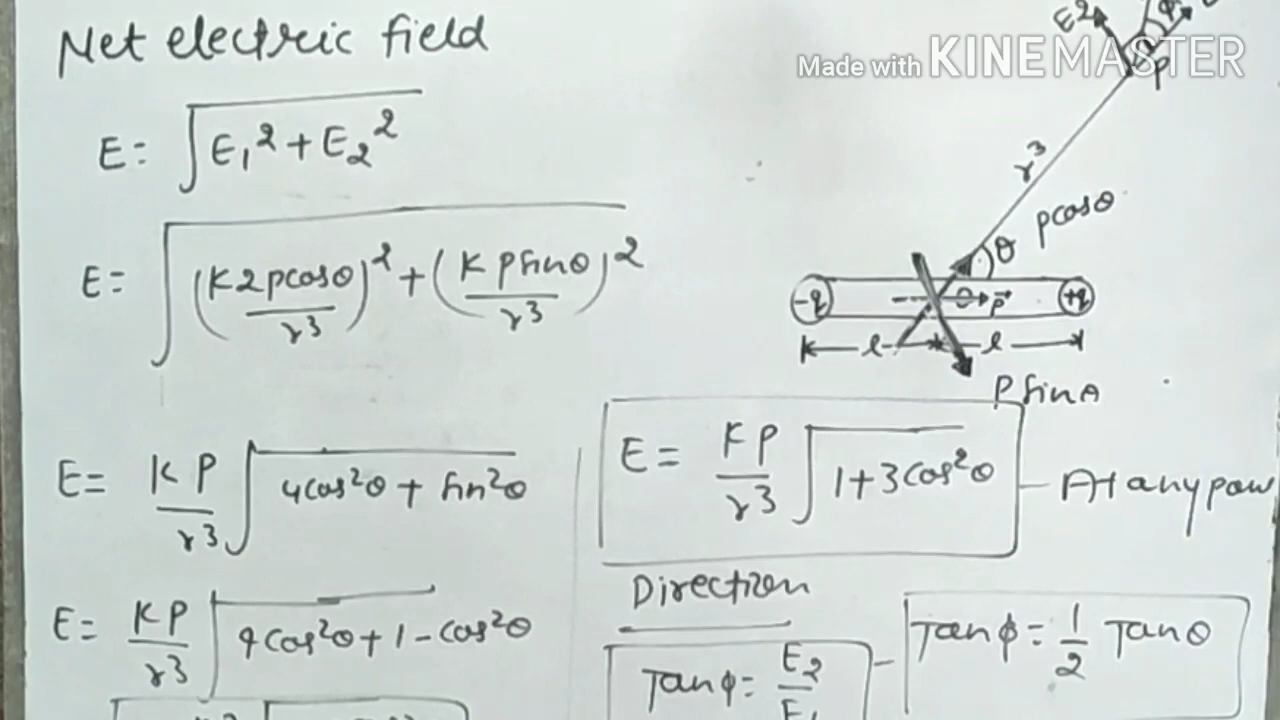 Net electric field
E= √E₁² + E₂²
E= √(K2pcosθ/r³)² + (K psinθ/r³)²
E= KP/r³ √4cos²θ + sin²θ
E= KP/r³ √4cos²θ + 1 - cos²θ
Made with KINEMASTER
E2
P
r³
pcosθ
θ
-q
p⃗
+q
l
l
Psinθ
E= KP/r³ √1+3cos²θ
At any
Direction
Tanφ= E₂/E₁
Tanφ= 1/2 Tanθ